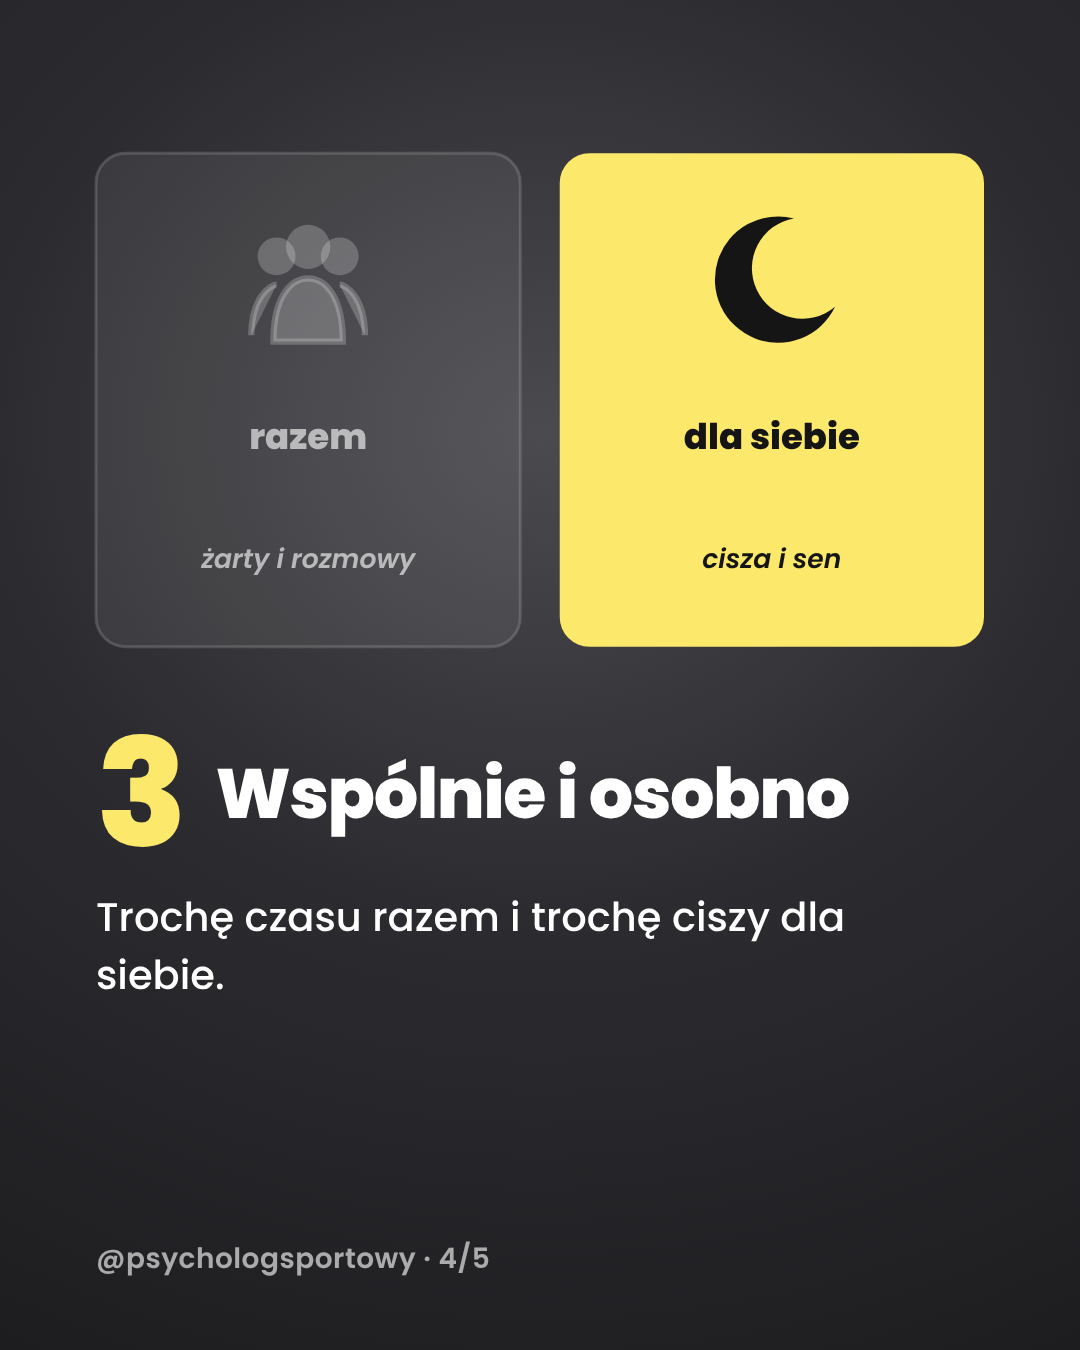 razem
dla siebie
żarty i rozmowy
cisza i sen
3 Wspólnie i osobno
Trochę czasu razem i trochę ciszy dla
siebie.
@psychologsportowy · 4/5